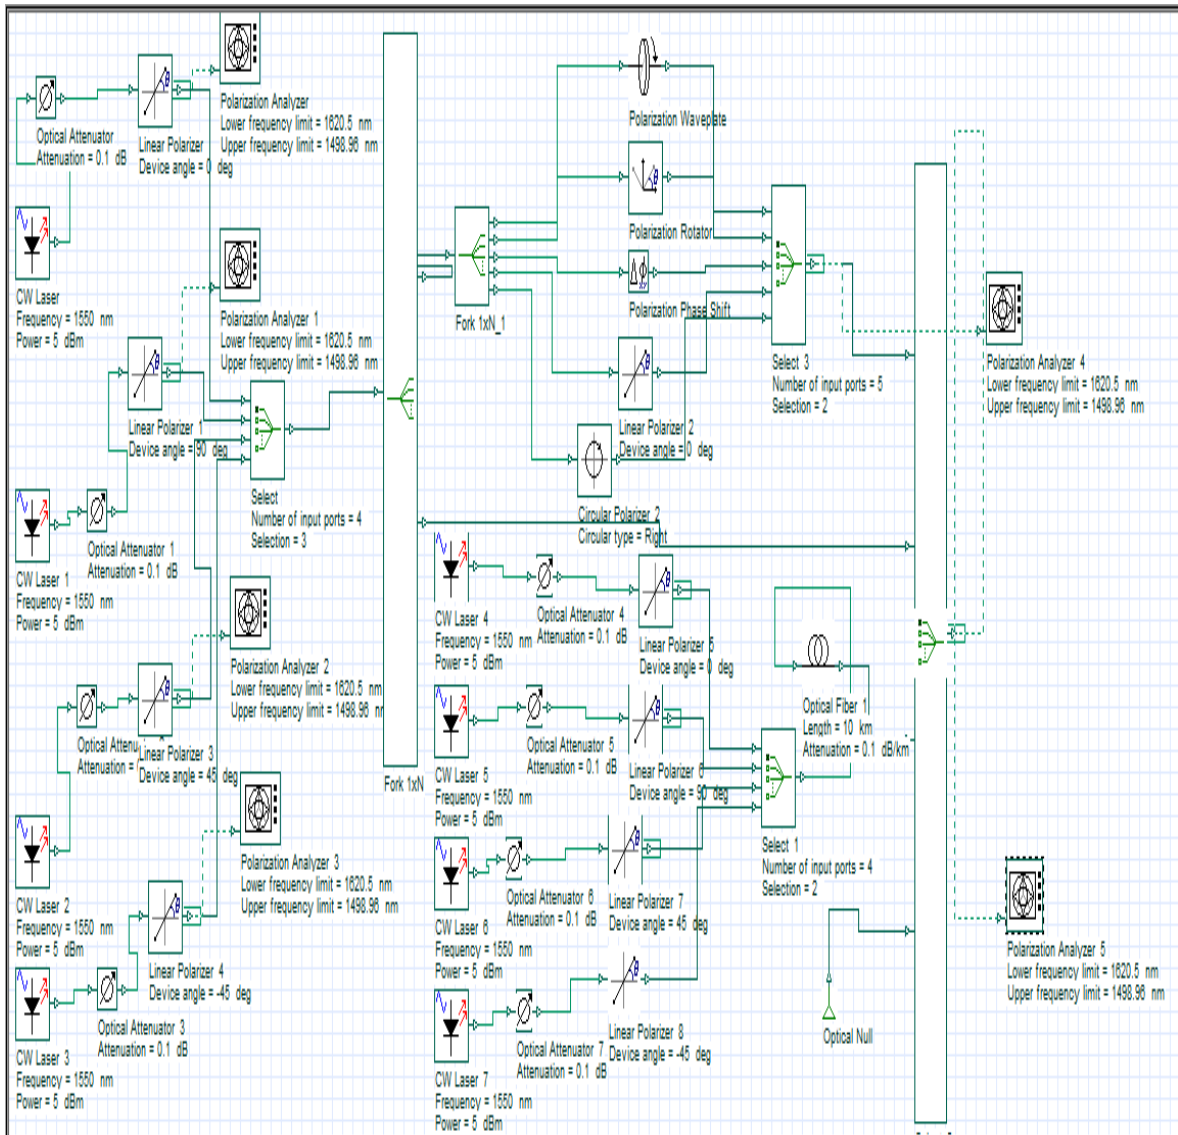 Polarization Analyzer
Lower frequency limit = 1620.5 nm
Upper frequency limit = 1498.96 nm
Optical Attenuator
Attenuation = 0.1 dB
Linear Polarizer
Device angle = 0 deg
CW Laser
Frequency = 1550 nm
Power = 5 dBm
Polarization Analyzer 1
Lower frequency limit = 1620.5 nm
Upper frequency limit = 1498.96 nm
Linear Polarizer 1
Device angle = 90 deg
Select
Number of input ports = 4
Selection = 3
Optical Attenuator 1
Attenuation = 0.1 dB
CW Laser 1
Frequency = 1550 nm
Power = 5 dBm
Polarization Analyzer 2
Lower frequency limit = 1620.5 nm
Upper frequency limit = 1498.96 nr
Optical Attenu
Attenuation =
Linear Polarizer 3
Device angle = 45 deg
CW Laser 2
Frequency = 1550 nm
Power = 5 dBm
Polarization Analyzer 3
Lower frequency limit = 1620.5 nm
Upper frequency limit = 1498.96 nm
Linear Polarizer 4
Device angle = -45 deg
Optical Attenuator 3
Attenuation = 0.1 dB
CW Laser 3
Frequency = 1550 nm
Power = 5 dBm
Fork 1xN
Fork 1xN_1
Polarization Waveplate
Polarization Rotator
Polarization Phase Shift
Linear Polarizer 2
Device angle = 0 deg
Circular Polarizer 2
Circular type = Right
Select 3
Number of input ports = 5
Selection = 2
Polarization Analyzer 4
Lower frequency limit = 1620.5 nm
Upper frequency limit = 1498.96 nm
CW Laser 4
Frequency = 1550 nm
Power = 5 dBm
Optical Attenuator 4
Attenuation = 0.1 dB
Linear Polarizer 5
Device angle = 0 deg
CW Laser 5
Frequency = 1550 nm
Power = 5 dBm
Optical Attenuator 5
Attenuation = 0.1 dB
Linear Polarizer 6
Device angle = 90 deg
Optical Fiber 1
Length = 10 km
Attenuation = 0.1 dB/km
Select 1
Number of input ports = 4
Selection = 2
CW Laser 6
Frequency = 1550 nm
Power = 5 dBm
Optical Attenuator 6
Attenuation = 0.1 dB
Linear Polarizer 7
Device angle = 45 deg
CW Laser 7
Frequency = 1550 nm
Power = 5 dBm
Optical Attenuator 7
Attenuation = 0.1 dB
Linear Polarizer 8
Device angle = -45 deg
Optical Null
Polarization Analyzer 5
Lower frequency limit = 1620.5 nm
Upper frequency limit = 1498.96 nm